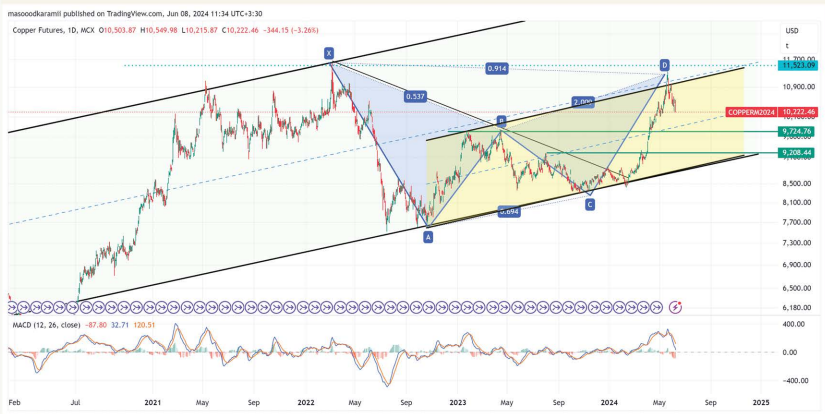 masooodkaramii published on TradingView.com, Jun 08, 2024 11:34 UTC+3:30
Copper Futures, 1D, MCX O10,503.87 H10,549.98 L10,215.87 C10,222.46 -344.15 (-3.26%)
USD
t
X
D
11,523.09
0.914
10,900.00
0.537
2.000
B
COPPERM2024 10,222.46
9,724.76
9,208.44
8,500.00
C
8,100.00
0.694
7,700.00
A
7,300.00
6,900.00
6,500.00
6,180.00
MACD (12, 26, close) -87.80 32.71 120.51
400.00
0.00
-400.00
Feb Jul 2021 May Sep 2022 May Sep 2023 May Sep 2024 May Sep 2025